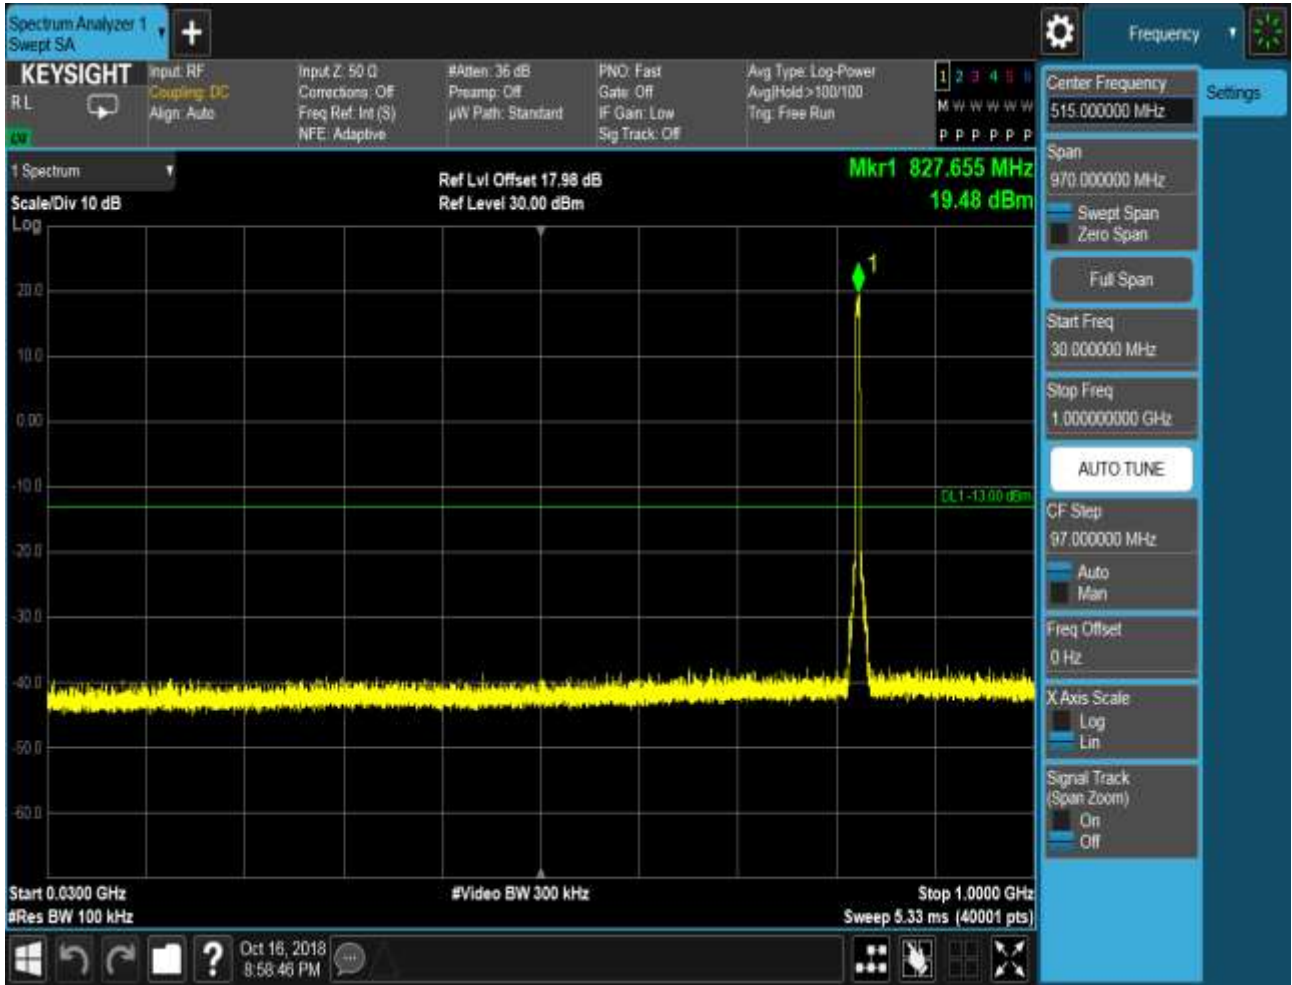 Spectrum Analyzer 1
Swept SA
+
Frequency
KEYSIGHT
R L
LW
Input: RF
Coupling: DC
Align: Auto
Input Z: 50 Ω
Corrections: Off
Freq Ref: Int (S)
NFE: Adaptive
#Atten: 36 dB
Preamp: Off
µW Path: Standard
PNO: Fast
Gate: Off
IF Gain: Low
Sig Track: Off
Avg Type: Log-Power
Avg|Hold:>100/100
Trig: Free Run
1 2 3 4 5 6
M W W W W W
P P P P P P
1 Spectrum
Scale/Div 10 dB
Log
Ref Lvl Offset 17.98 dB
Ref Level 30.00 dBm
Mkr1 827.655 MHz
19.48 dBm
1
20.0
10.0
0.00
-10.0
DL1 -13.00 dBm
-20.0
-30.0
-40.0
-50.0
-60.0
Start 0.0300 GHz
#Res BW 100 kHz
#Video BW 300 kHz
Stop 1.0000 GHz
Sweep 5.33 ms (40001 pts)
?
Oct 16, 2018
8:58:46 PM
Center Frequency
515.000000 MHz
Settings
Span
970.000000 MHz
Swept Span
Zero Span
Full Span
Start Freq
30.000000 MHz
Stop Freq
1.000000000 GHz
AUTO TUNE
CF Step
97.000000 MHz
Auto
Man
Freq Offset
0 Hz
X Axis Scale
Log
Lin
Signal Track
(Span Zoom)
On
Off